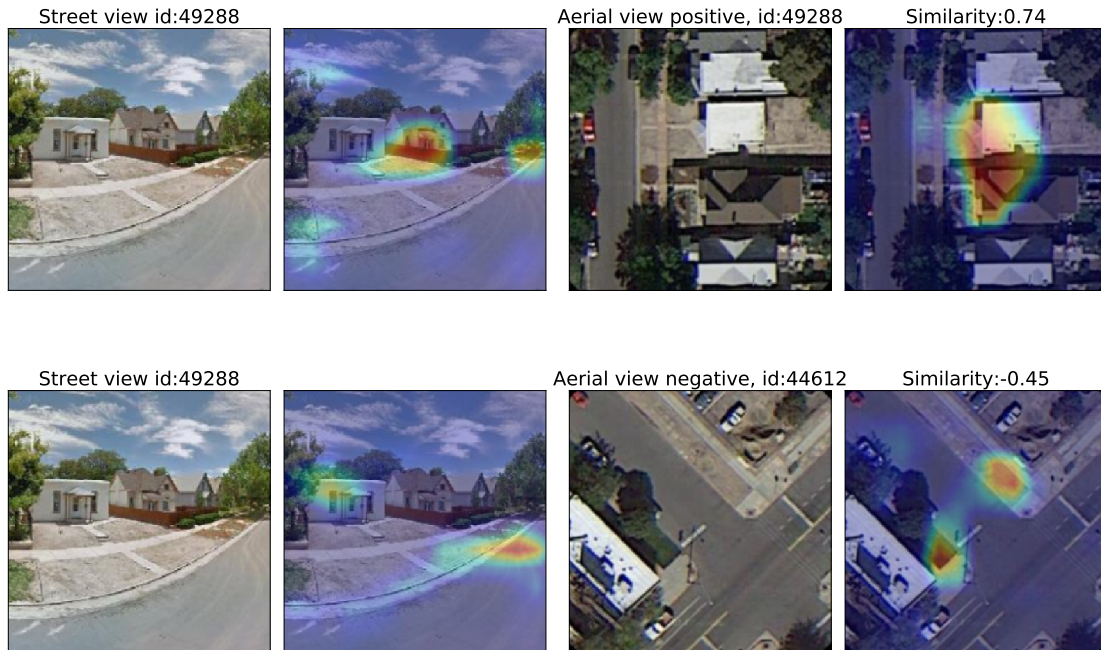 Street view id:49288
Aerial view positive, id:49288
Similarity:0.74
Street view id:49288
Aerial view negative, id:44612
Similarity:-0.45